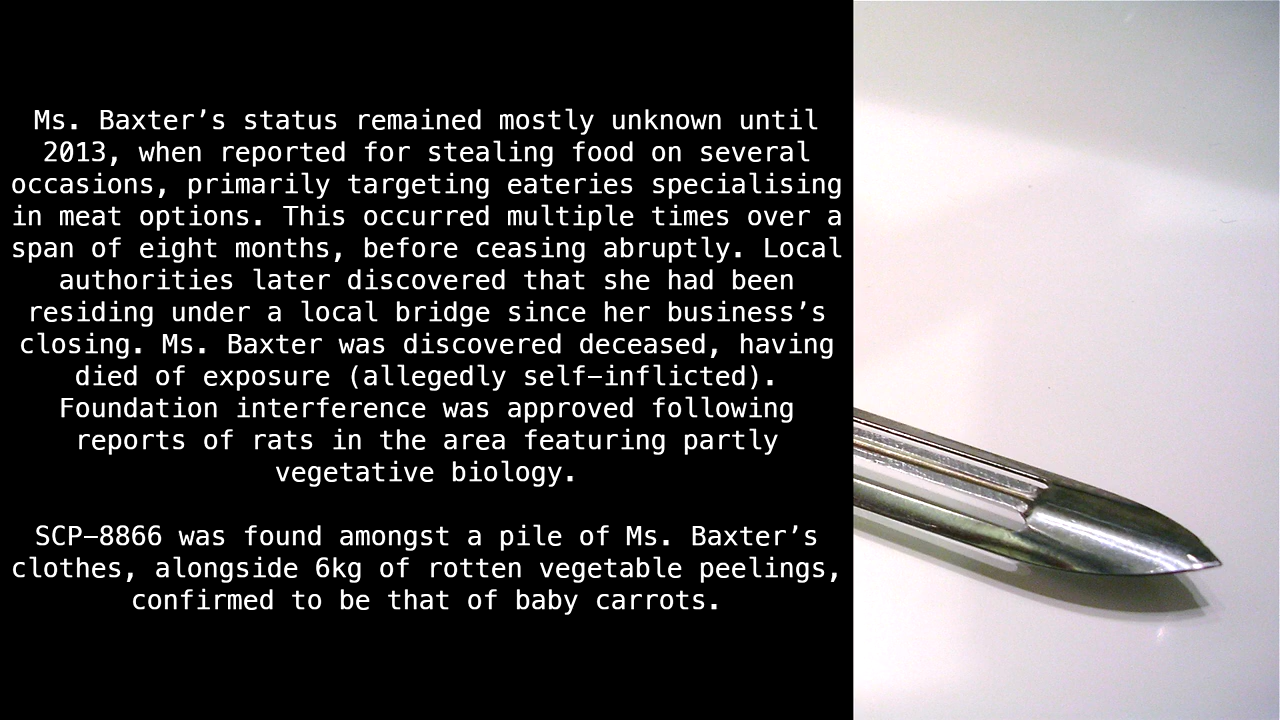 Ms. Baxter’s status remained mostly unknown until
2013, when reported for stealing food on several
occasions, primarily targeting eateries specialising
in meat options. This occurred multiple times over a
span of eight months, before ceasing abruptly. Local
authorities later discovered that she had been
residing under a local bridge since her business’s
closing. Ms. Baxter was discovered deceased, having
died of exposure (allegedly self–inflicted).
Foundation interference was approved following
reports of rats in the area featuring partly
vegetative biology.
SCP–8866 was found amongst a pile of Ms. Baxter’s
clothes, alongside 6kg of rotten vegetable peelings,
confirmed to be that of baby carrots.